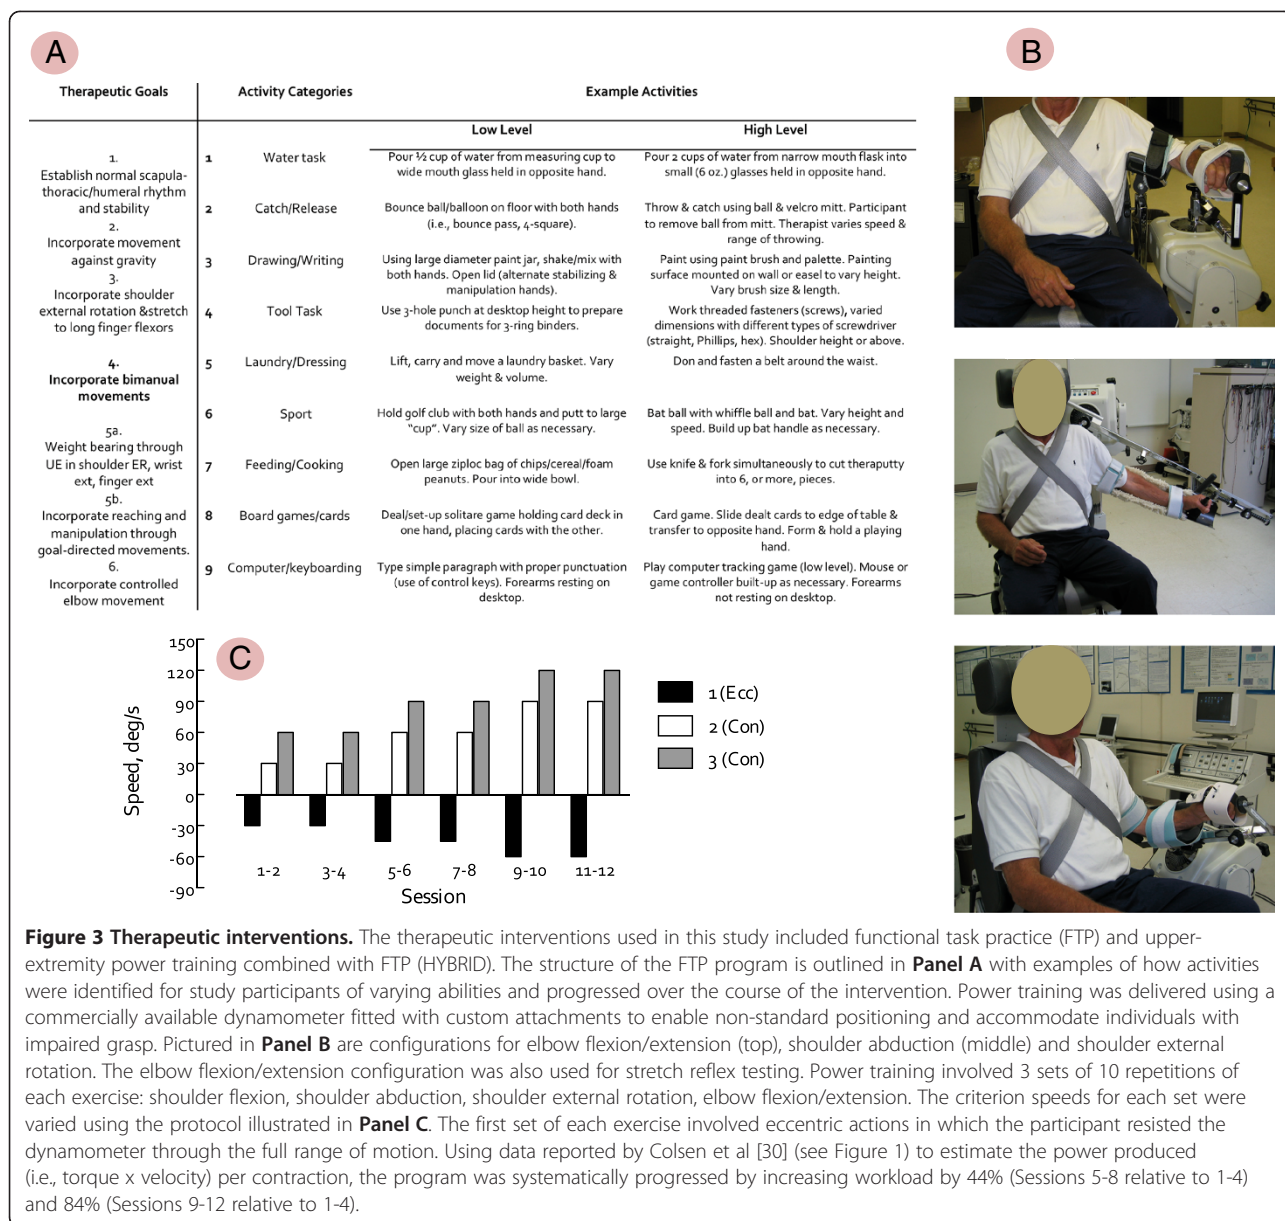 A
B
Therapeutic Goals
Activity Categories
Example Activities
Low Level
High Level
1.
Establish normal scapula-
thoracic/humeral rhythm
and stability
2.
Incorporate movement
against gravity
3.
Incorporate shoulder
external rotation &stretch
to long finger flexors
4.
Incorporate bimanual
movements
5a.
Weight bearing through
UE in shoulder ER, wrist
ext, finger ext
5b.
Incorporate reaching and
manipulation through
goal-directed movements.
6.
Incorporate controlled
elbow movement
1 Water task
Pour ½ cup of water from measuring cup to
wide mouth glass held in opposite hand.
Pour 2 cups of water from narrow mouth flask into
small (6 oz.) glasses held in opposite hand.
2 Catch/Release
Bounce ball/balloon on floor with both hands
(i.e., bounce pass, 4-square).
Throw & catch using ball & velcro mitt. Participant
to remove ball from mitt. Therapist varies speed &
range of throwing.
3 Drawing/Writing
Using large diameter paint jar, shake/mix with
both hands. Open lid (alternate stabilizing &
manipulation hands).
Paint using paint brush and palette. Painting
surface mounted on wall or easel to vary height.
Vary brush size & length.
4 Tool Task
Use 3-hole punch at desktop height to prepare
documents for 3-ring binders.
Work threaded fasteners (screws), varied
dimensions with different types of screwdriver
(straight, Phillips, hex). Shoulder height or above.
5 Laundry/Dressing
Lift, carry and move a laundry basket. Vary
weight & volume.
Don and fasten a belt around the waist.
6 Sport
Hold golf club with both hands and putt to large
"cup". Vary size of ball as necessary.
Bat ball with whiffle ball and bat. Vary height and
speed. Build up bat handle as necessary.
7 Feeding/Cooking
Open large ziploc bag of chips/cereal/foam
peanuts. Pour into wide bowl.
Use knife & fork simultaneously to cut theraputty
into 6, or more, pieces.
8 Board games/cards
Deal/set-up solitare game holding card deck in
one hand, placing cards with the other.
Card game. Slide dealt cards to edge of table &
transfer to opposite hand. Form & hold a playing
hand.
9 Computer/keyboarding
Type simple paragraph with proper punctuation
(use of control keys). Forearms resting on
desktop.
Play computer tracking game (low level). Mouse or
game controller built-up as necessary. Forearms
not resting on desktop.
C
Speed, deg/s
150
120
90
60
30
0
-30
-60
-90
1-2 3-4 5-6 7-8 9-10 11-12
Session
1 (Ecc)
2 (Con)
3 (Con)
Figure 3 Therapeutic interventions. The therapeutic interventions used in this study included functional task practice (FTP) and upper-
extremity power training combined with FTP (HYBRID). The structure of the FTP program is outlined in Panel A with examples of how activities
were identified for study participants of varying abilities and progressed over the course of the intervention. Power training was delivered using a
commercially available dynamometer fitted with custom attachments to enable non-standard positioning and accommodate individuals with
impaired grasp. Pictured in Panel B are configurations for elbow flexion/extension (top), shoulder abduction (middle) and shoulder external
rotation. The elbow flexion/extension configuration was also used for stretch reflex testing. Power training involved 3 sets of 10 repetitions of
each exercise: shoulder flexion, shoulder abduction, shoulder external rotation, elbow flexion/extension. The criterion speeds for each set were
varied using the protocol illustrated in Panel C. The first set of each exercise involved eccentric actions in which the participant resisted the
dynamometer through the full range of motion. Using data reported by Colsen et al [30] (see Figure 1) to estimate the power produced
(i.e., torque x velocity) per contraction, the program was systematically progressed by increasing workload by 44% (Sessions 5-8 relative to 1-4)
and 84% (Sessions 9-12 relative to 1-4).